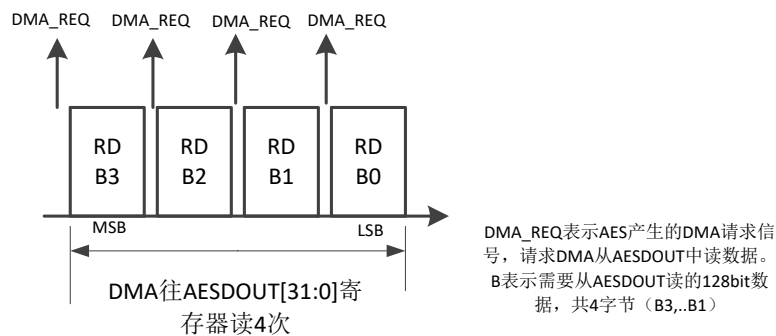 DMA_REQ DMA_REQ DMA_REQ DMA_REQ
RD RD RD RD
B3 B2 B1 B0
MSB LSB
DMA往AESDOUT[31:0]寄
存器读4次
DMA_REQ表示AES产生的DMA请求信
号，请求DMA从AESDOUT中读数据。
B表示需要从AESDOUT读的128bit数
据，共4字节（B3,..B1）